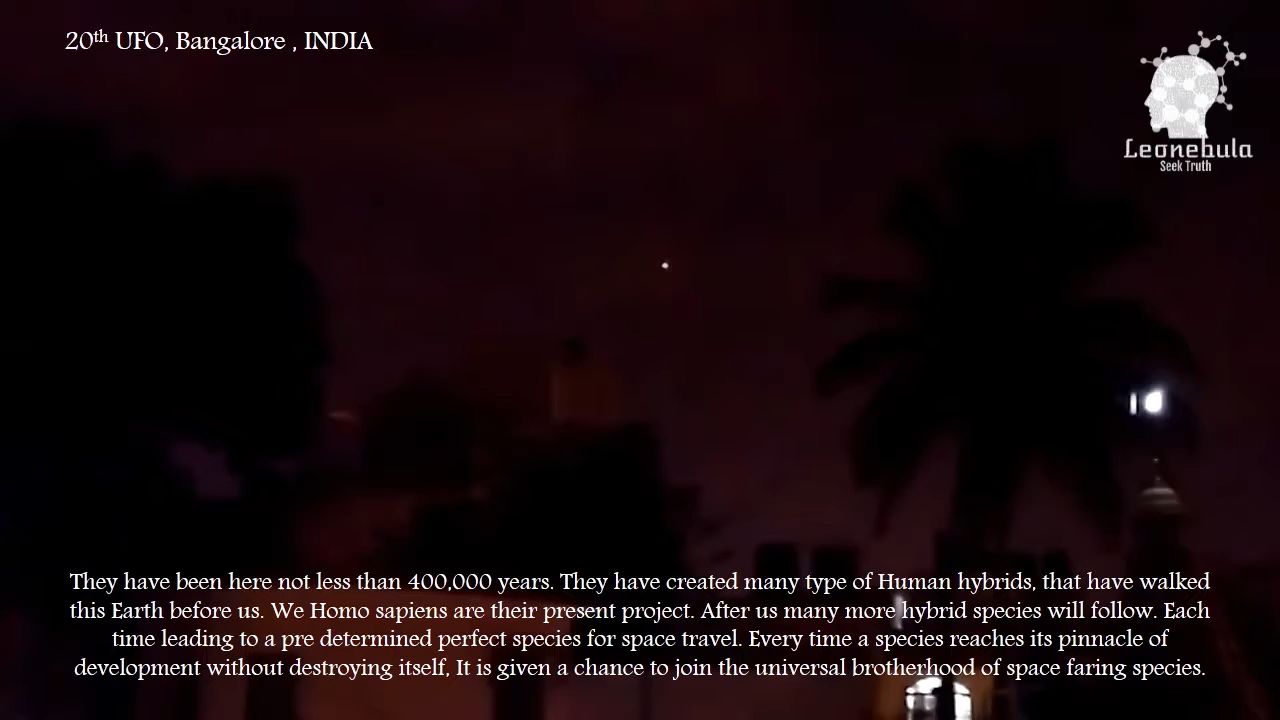 20th UFO, Bangalore , INDIA
Leonebula
Seek Truth
They have been here not less than 400,000 years. They have created many type of Human hybrids, that have walked
this Earth before us. We Homo sapiens are their present project. After us many more hybrid species will follow. Each
time leading to a pre determined perfect species for space travel. Every time a species reaches its pinnacle of
development without destroying itself, It is given a chance to join the universal brotherhood of space faring species.